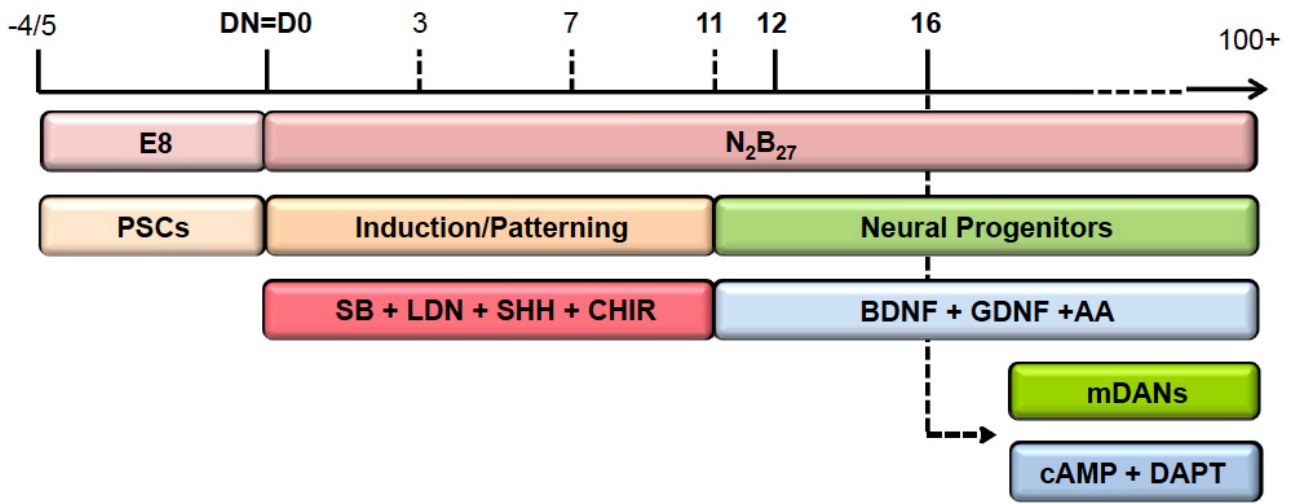 -4/5 DN=D0 3 7 11 12 16 100+
E8 N₂B₂₇
PSCs Induction/Patterning Neural Progenitors
SB + LDN + SHH + CHIR BDNF + GDNF +AA
mDANs
cAMP + DAPT